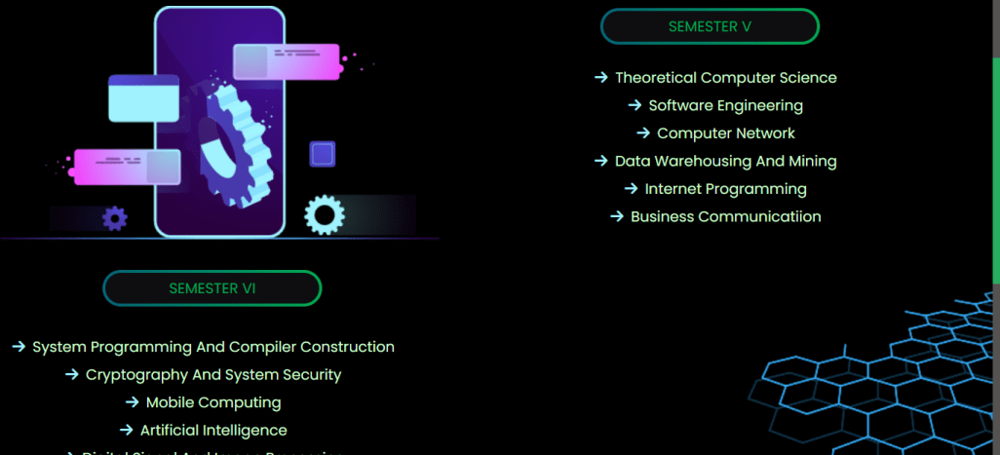 SEMESTER V
→ Theoretical Computer Science
→ Software Engineering
→ Computer Network
→ Data Warehousing And Mining
→ Internet Programming
→ Business Communicatiion
SEMESTER VI
→ System Programming And Compiler Construction
→ Cryptography And System Security
→ Mobile Computing
→ Artificial Intelligence